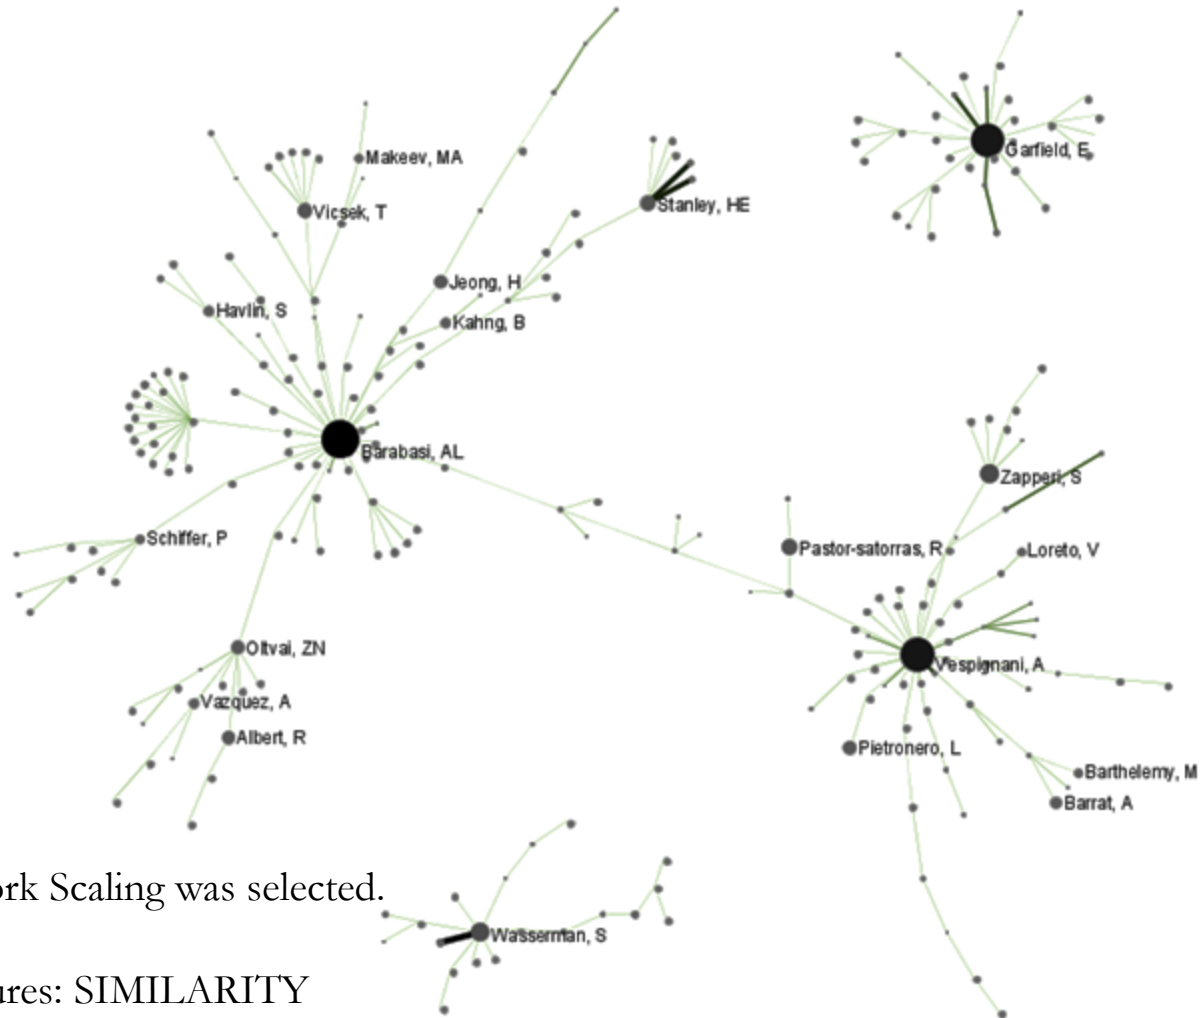 Makeev, MA
Garfield, E
Vicsek, T
Stanley, HE
Jeong, H
Havlin, S
Kahng, B
Barabasi, AL
Zapperi, S
Schiffer, P
Pastor-satorras, R
Loreto, V
Oltvai, ZN
Vespignani, A
Vazquez, A
Albert, R
Pietronero, L
Barthelemy, M
Barrat, A
ork Scaling was selected.
Wasserman, S
ures: SIMILARITY